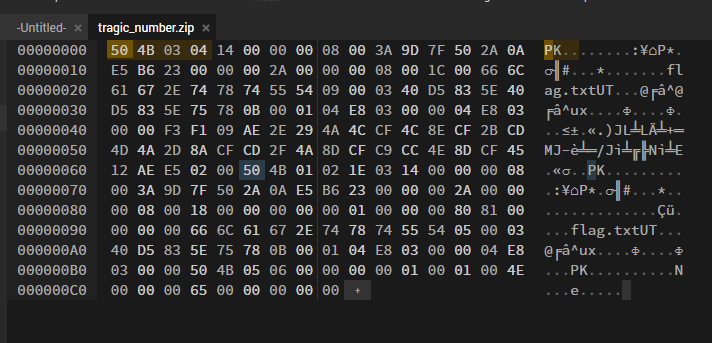 -Untitled- × tragic_number.zip ×
00000000 50 4B 03 04 14 00 00 00 08 00 3A 9D 7F 50 2A 0A PK........:¥⌂P*.
00000010 E5 B6 23 00 00 00 2A 00 00 00 08 00 1C 00 66 6C σ╢#...*.......fl
00000020 61 67 2E 74 78 74 55 54 09 00 03 40 D5 83 5E 40 ag.txtUT...@╒â^@
00000030 D5 83 5E 75 78 0B 00 01 04 E8 03 00 00 04 E8 03 ╒â^ux....Φ....Φ.
00000040 00 00 F3 F1 09 AE 2E 29 4A 4C CF 4C 8E CF 2B CD ..≤±.«.)JL╧LÄ╧+═
00000050 4D 4A 2D 8A CF CD 2F 4A 8D CF C9 CC 4E 8D CF 45 MJ-è╧═/Jì╧╔╠Nì╧E
00000060 12 AE E5 02 00 50 4B 01 02 1E 03 14 00 00 00 08 .«σ..PK.........
00000070 00 3A 9D 7F 50 2A 0A E5 B6 23 00 00 00 2A 00 00 .:¥⌂P*.σ╢#...*..
00000080 00 08 00 18 00 00 00 00 00 01 00 00 00 80 81 00 .............Çü.
00000090 00 00 00 66 6C 61 67 2E 74 78 74 55 54 05 00 03 ...flag.txtUT...
000000A0 40 D5 83 5E 75 78 0B 00 01 04 E8 03 00 00 04 E8 @╒â^ux....Φ....Φ
000000B0 03 00 00 50 4B 05 06 00 00 00 00 01 00 01 00 4E ...PK..........N
000000C0 00 00 00 65 00 00 00 00 00 + ...e.....